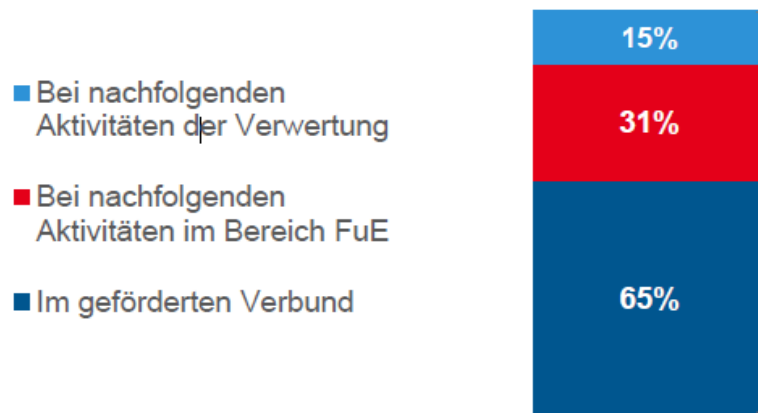 15%
Bei nachfolgenden
Aktivitäten der Verwertung
31%
Bei nachfolgenden
Aktivitäten im Bereich FuE
Im geförderten Verbund
65%